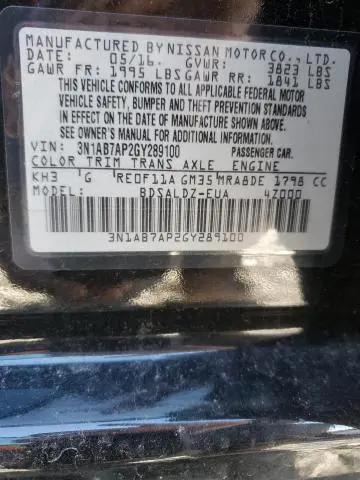 MANUFACTURED BY NISSAN MOTOR CO., LTD.
DATE: 05/16. GVWR: 3823 LBS
GAWR FR: 1995 LBS GAWR RR: 1841 LBS
THIS VEHICLE CONFORMS TO ALL APPLICABLE FEDERAL MOTOR
VEHICLE SAFETY, BUMPER AND THEFT PREVENTION STANDARDS
IN EFFECT ON THE DATE OF MANUFACTURE SHOWN ABOVE.
SEE OWNER'S MANUAL FOR ADDITIONAL INFORMATION.
VIN: 3N1AB7AP2GY289100 PASSENGER CAR.
COLOR TRIM TRANS AXLE ENGINE
KH3 G RE0F11A GM35 MRA8DE 1798 CC
MODEL: BDSALDZ-EUA 4Z000
3N1AB7AP2GY289100